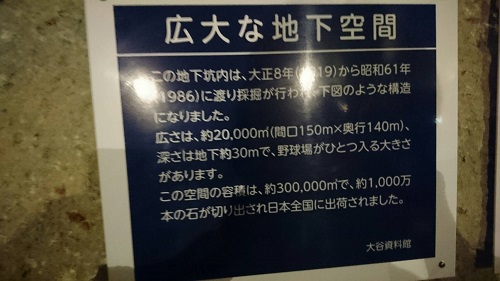 広大な地下空間
この地下坑内は、大正8年(1919)から昭和61年
(1986)に渡り採掘が行われ、下図のような構造
になりました。
広さは、約20,000㎡(間口150m×奥行140m)、
深さは地下約30mで、野球場がひとつ入る大きさ
があります。
この空間の容積は、約300,000㎥で、約1,000万
本の石が切り出され日本全国に出荷されました。
大谷資料館